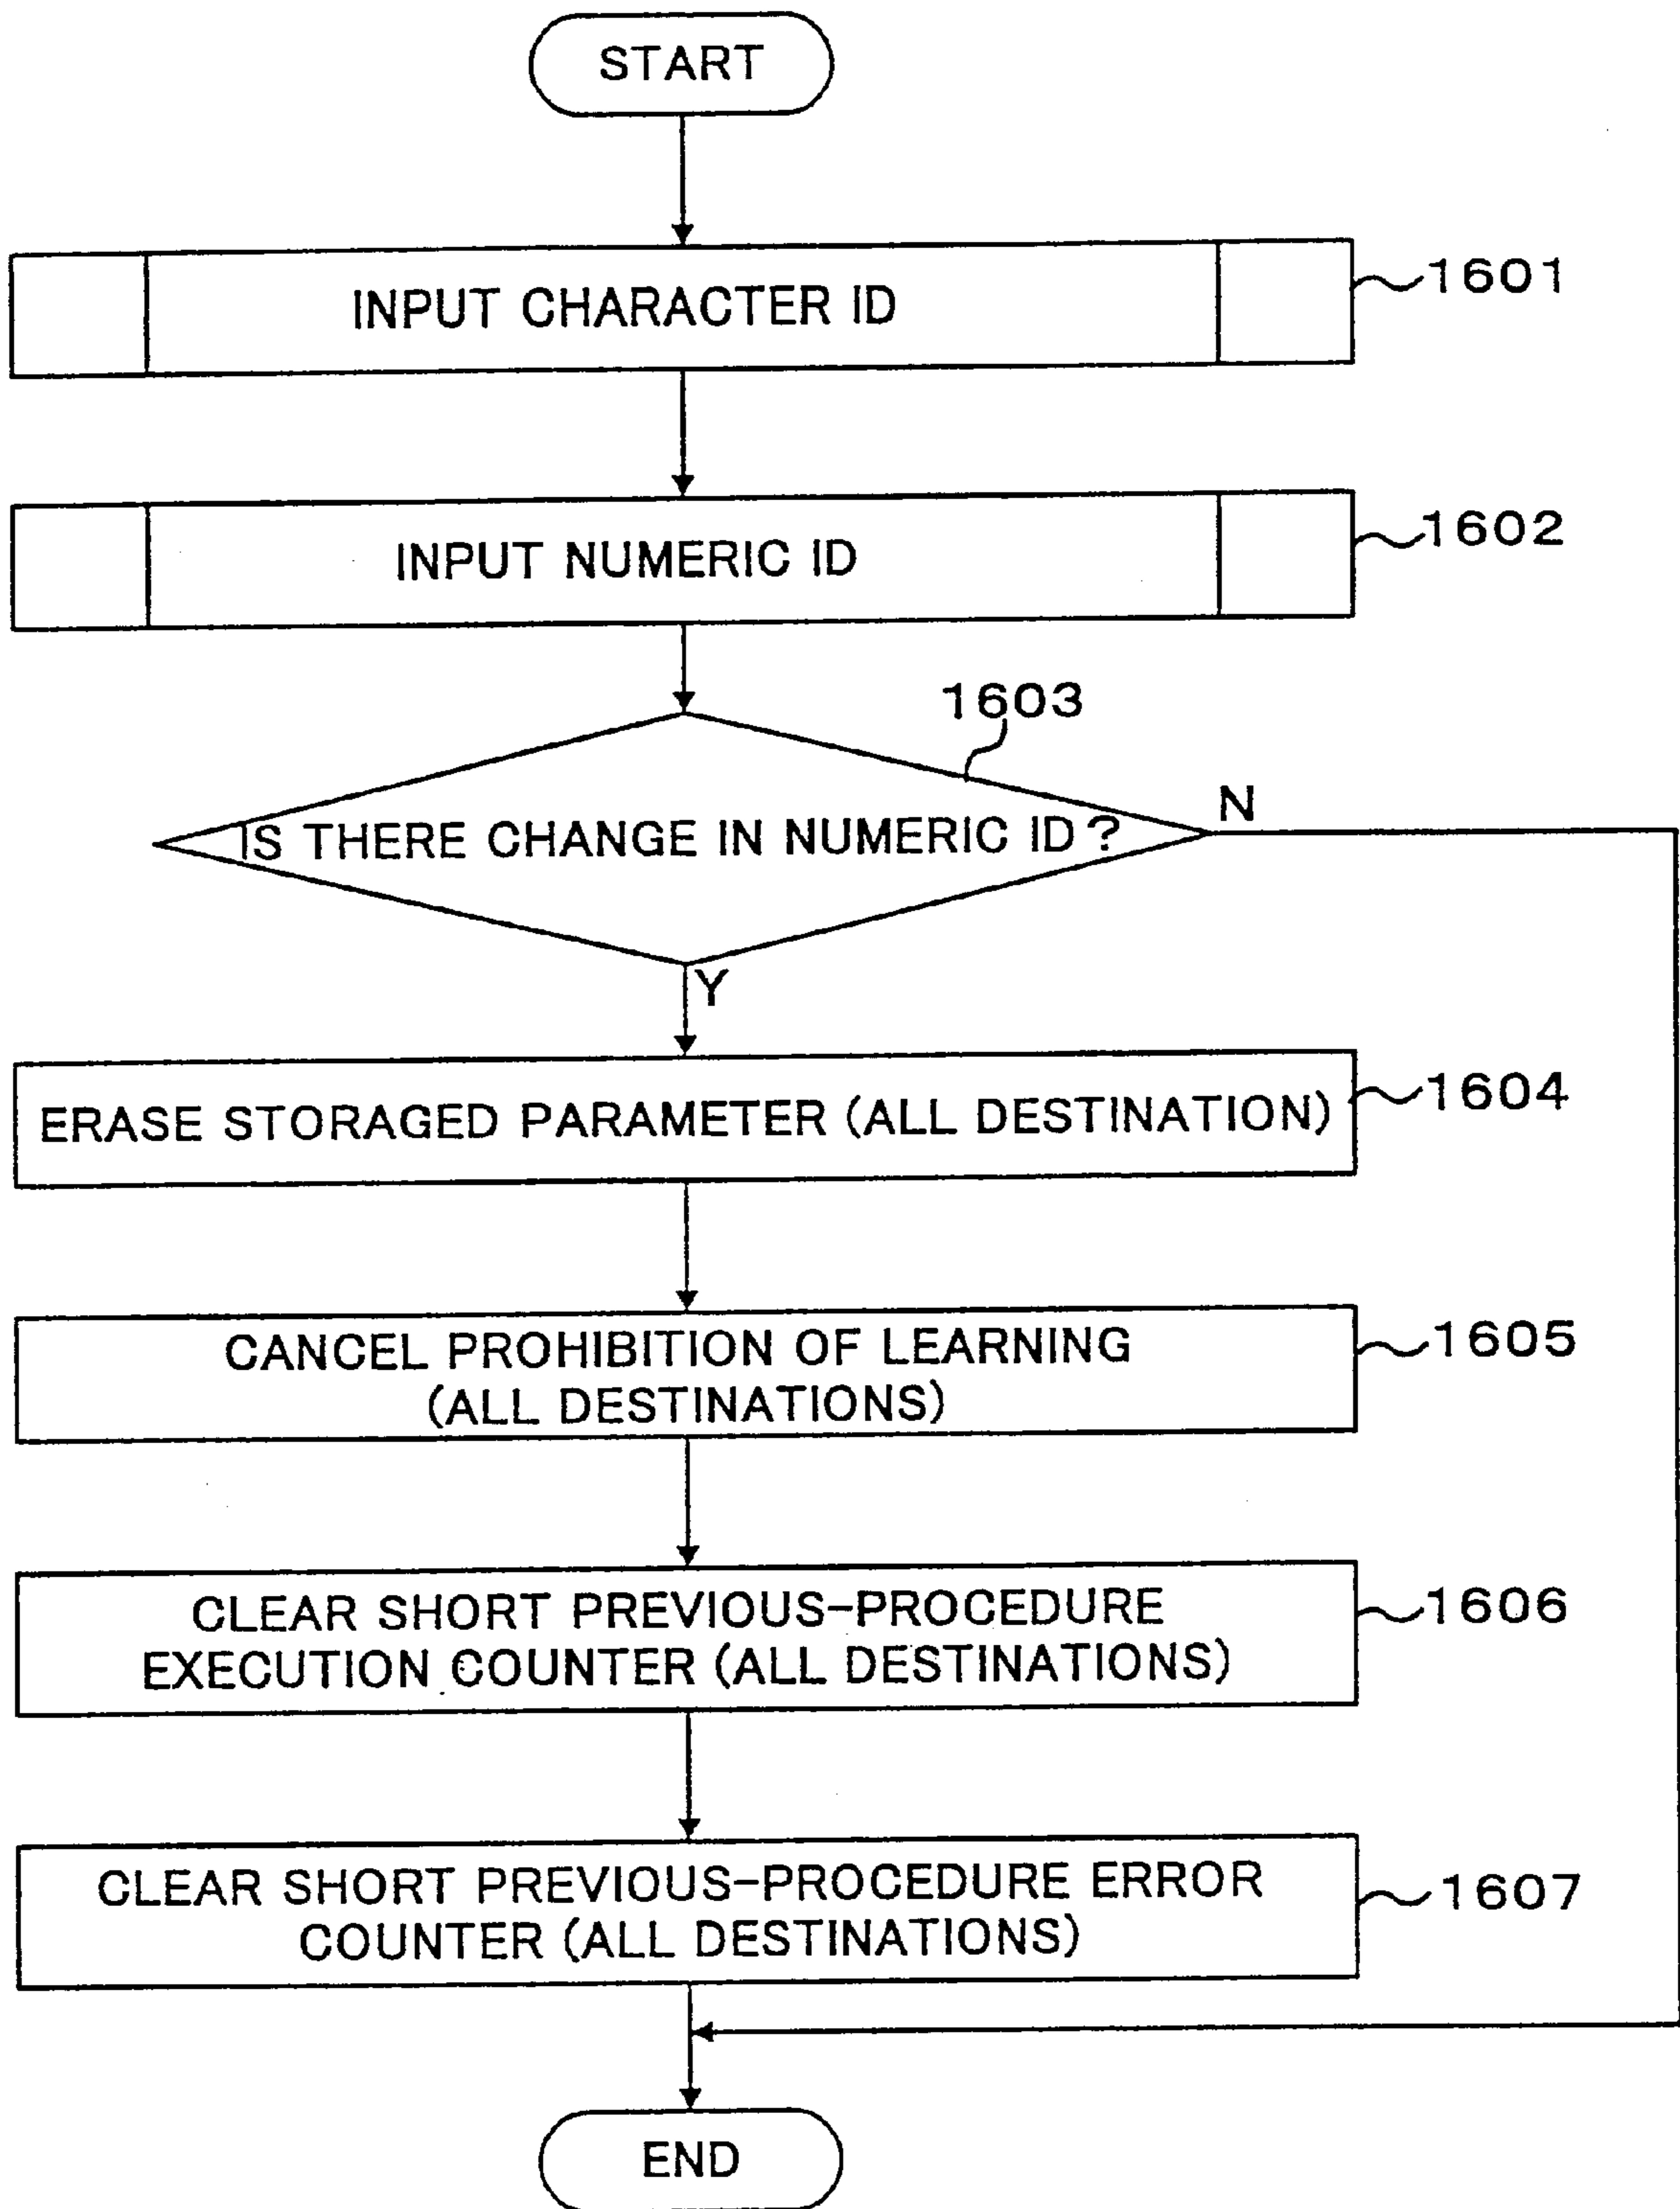 START
INPUT CHARACTER ID
1601
INPUT NUMERIC ID
1602
1603
IS THERE CHANGE IN NUMERIC ID?
N
Y
ERASE STORAGED PARAMETER (ALL DESTINATION)
1604
CANCEL PROHIBITION OF LEARNING
(ALL DESTINATIONS)
1605
CLEAR SHORT PREVIOUS-PROCEDURE
EXECUTION COUNTER (ALL DESTINATIONS)
1606
CLEAR SHORT PREVIOUS-PROCEDURE ERROR
COUNTER (ALL DESTINATIONS)
1607
END